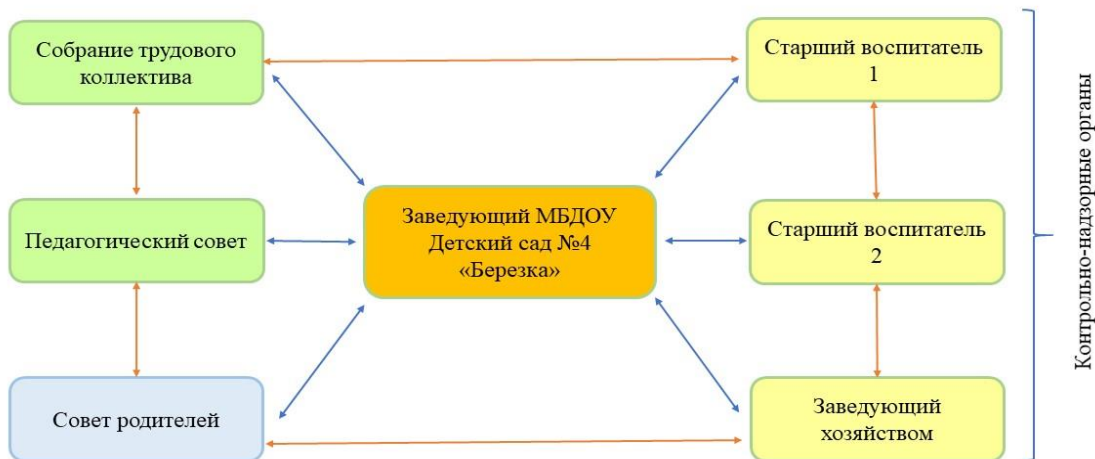 Собрание трудового
коллектива
Старший воспитатель
1
Педагогический совет
Заведующий МБДОУ
Детский сад №4
«Березка»
Старший воспитатель
2
Совет родителей
Заведующий
хозяйством
Контрольно-надзорные органы